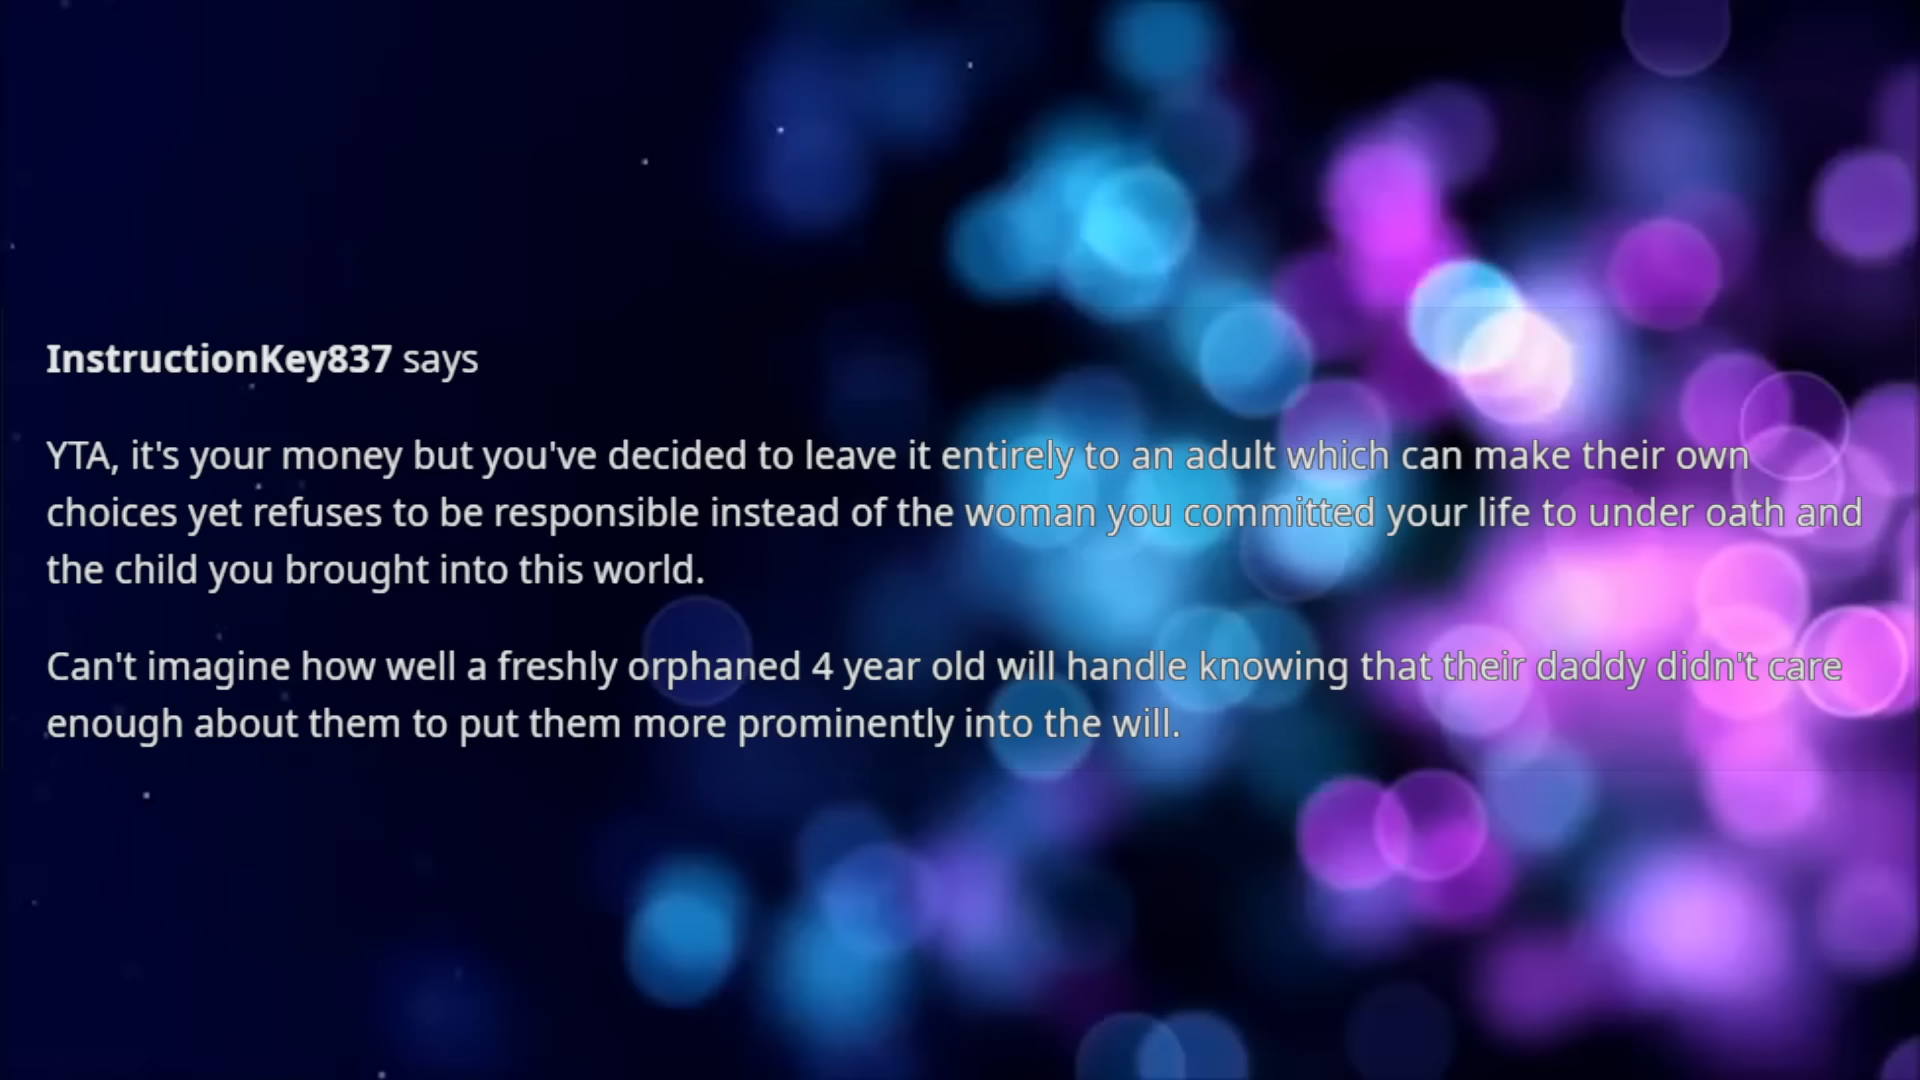 InstructionKey837 says
YTA, it's your money but you've decided to leave it entirely to an adult which can make their own
choices yet refuses to be responsible instead of the woman you committed your life to under oath and
the child you brought into this world.
Can't imagine how well a freshly orphaned 4 year old will handle knowing that their daddy didn't care
enough about them to put them more prominently into the will.